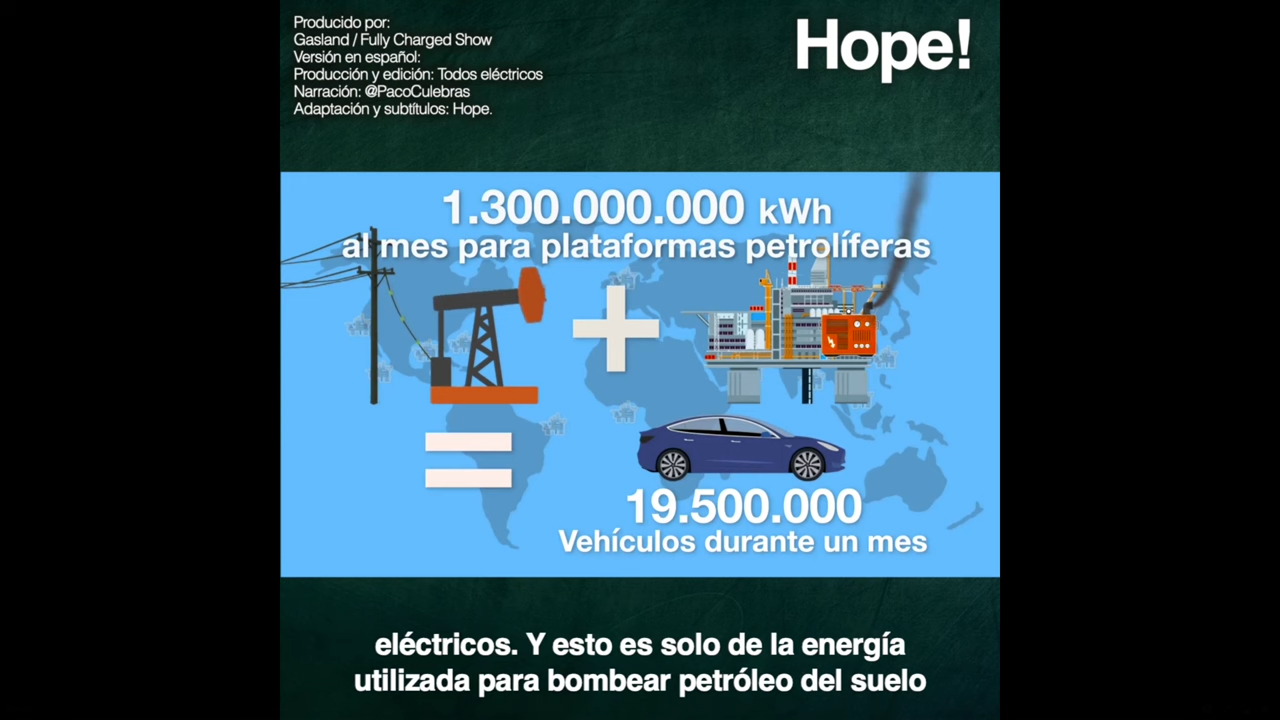 Producido por:
Gasland / Fully Charged Show
Versión en español:
Producción y edición: Todos eléctricos
Narración: @PacoCulebras
Adaptación y subtítulos: Hope.
Hope!
1.300.000.000 kWh
al mes para plataformas petrolíferas
19.500.000
Vehículos durante un mes
eléctricos. Y esto es solo de la energía
utilizada para bombear petróleo del suelo